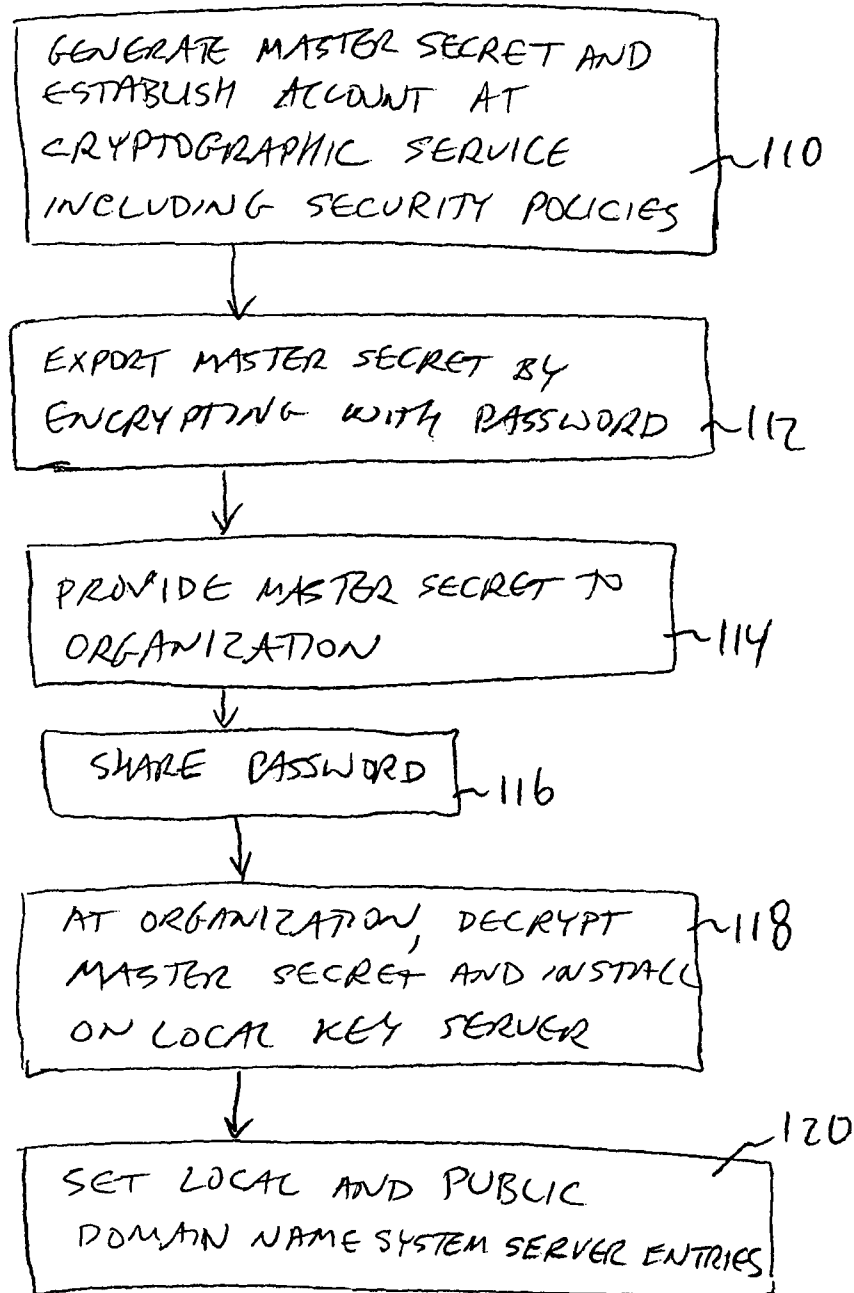 GENERATE MASTER SECRET AND
ESTABLISH ACCOUNT AT
CRYPTOGRAPHIC SERVICE
INCLUDING SECURITY POLICIES
110
EXPORT MASTER SECRET BY
ENCRYPTING WITH PASSWORD
112
PROVIDE MASTER SECRET TO
ORGANIZATION
114
SHARE PASSWORD
116
AT ORGANIZATION, DECRYPT
MASTER SECRET AND INSTALL
ON LOCAL KEY SERVER
118
120
SET LOCAL AND PUBLIC
DOMAIN NAME SYSTEM SERVER ENTRIES